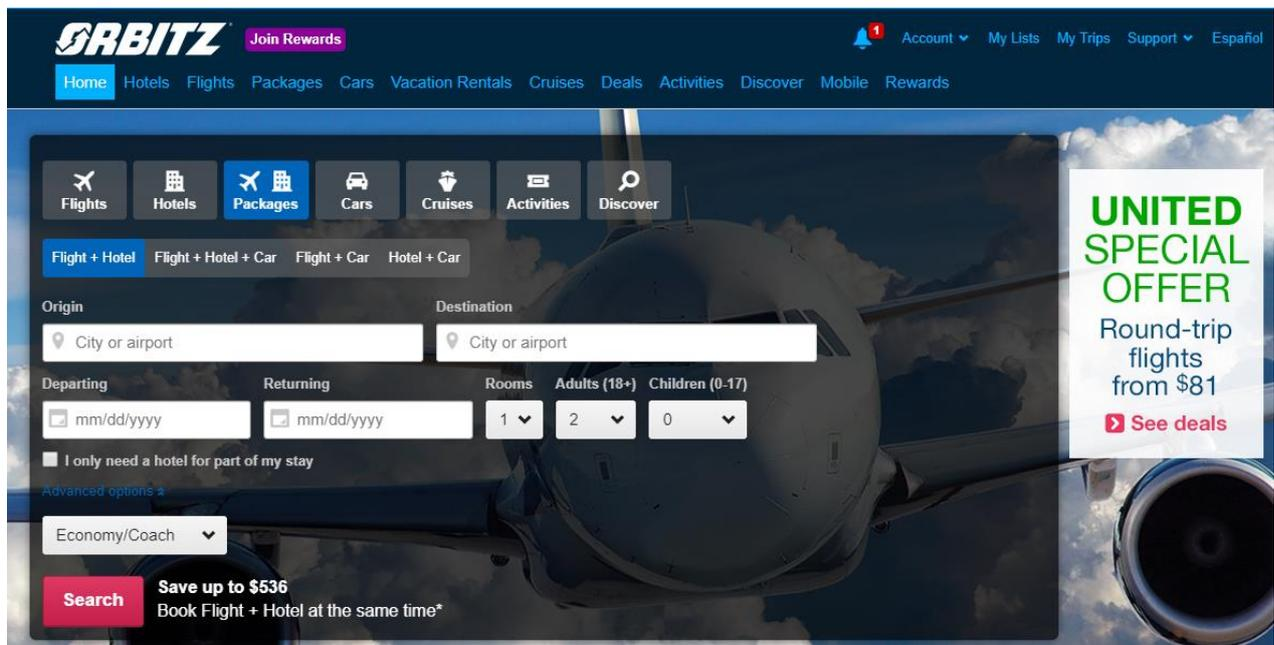 ORBITZ Join Rewards 1 Account My Lists My Trips Support Español
Home Hotels Flights Packages Cars Vacation Rentals Cruises Deals Activities Discover Mobile Rewards
Flights Hotels Packages Cars Cruises Activities Discover
Flight + Hotel Flight + Hotel + Car Flight + Car Hotel + Car
Origin Destination
City or airport City or airport
Departing Returning Rooms Adults (18+) Children (0-17)
mm/dd/yyyy mm/dd/yyyy 1 2 0
I only need a hotel for part of my stay
Advanced options
Economy/Coach
Search
Save up to $536
Book Flight + Hotel at the same time*
UNITED
SPECIAL
OFFER
Round-trip
flights
from $81
See deals